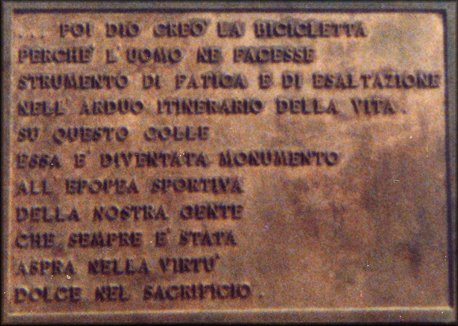 ... POI DIO CREO' LA BICICLETTA
PERCHE' L'UOMO NE FACESSE
STRUMENTO DI FATICA E DI ESALTAZIONE
NELL' ARDUO ITINERARIO DELLA VITA.
SU QUESTO COLLE
ESSA E' DIVENTATA MONUMENTO
ALL' EPOPEA SPORTIVA
DELLA NOSTRA GENTE
CHE SEMPRE E' STATA
ASPRA NELLA VIRTU'
DOLCE NEL SACRIFICIO.